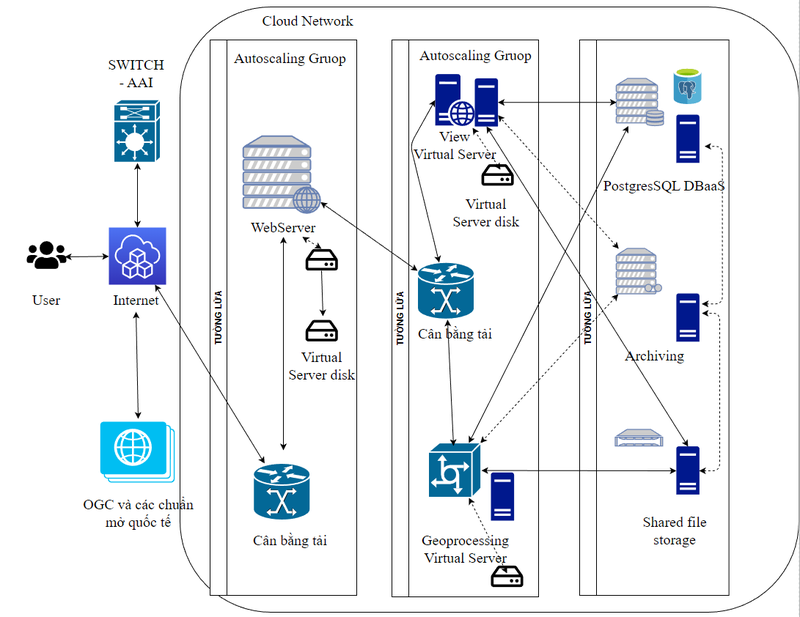 Cloud Network
SWITCH
- AAI
Autoscaling Gruop
Autoscaling Gruop
View
Virtual Server
PostgresSQL DBaaS
Virtual
Server disk
WebServer
User
Internet
TƯỜNG LỬA
TƯỜNG LỬA
TƯỜNG LỬA
Cân bằng tải
Virtual
Server disk
Archiving
OGC và các chuẩn
mở quốc tế
Cân bằng tải
Geoprocessing
Virtual Server
Shared file
storage